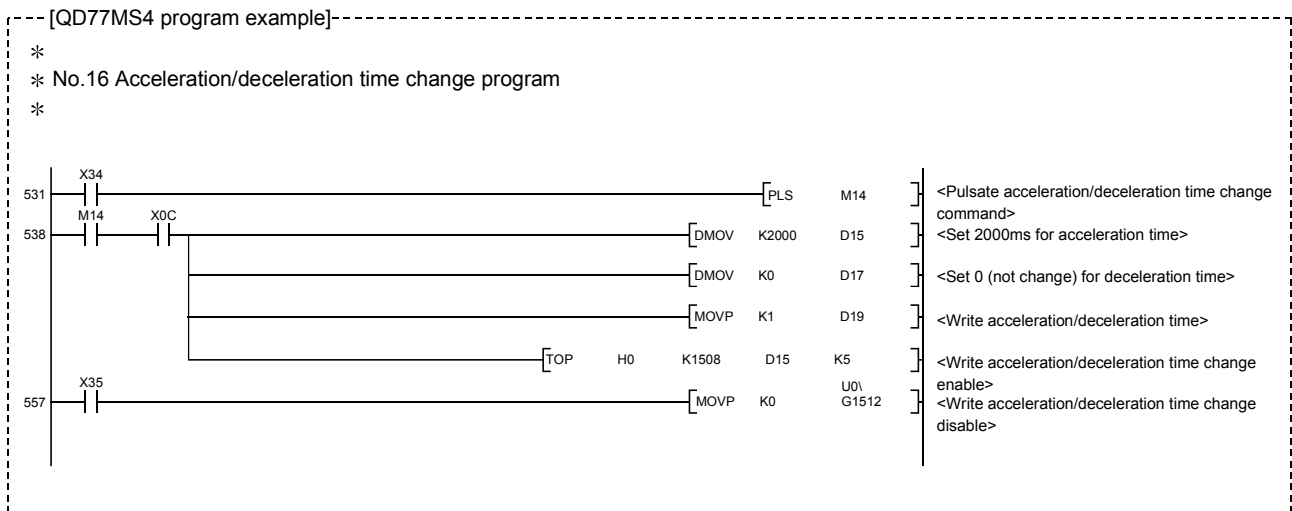 [QD77MS4 program example]
*
* No.16 Acceleration/deceleration time change program
*
X34
531 PLS M14 <Pulsate acceleration/deceleration time change
command>
M14 X0C
538 DMOV K2000 D15 <Set 2000ms for acceleration time>
DMOV K0 D17 <Set 0 (not change) for deceleration time>
MOVP K1 D19 <Write acceleration/deceleration time>
TOP H0 K1508 D15 K5 <Write acceleration/deceleration time change
enable>
X35 U0\
557 MOVP K0 G1512 <Write acceleration/deceleration time change
disable>